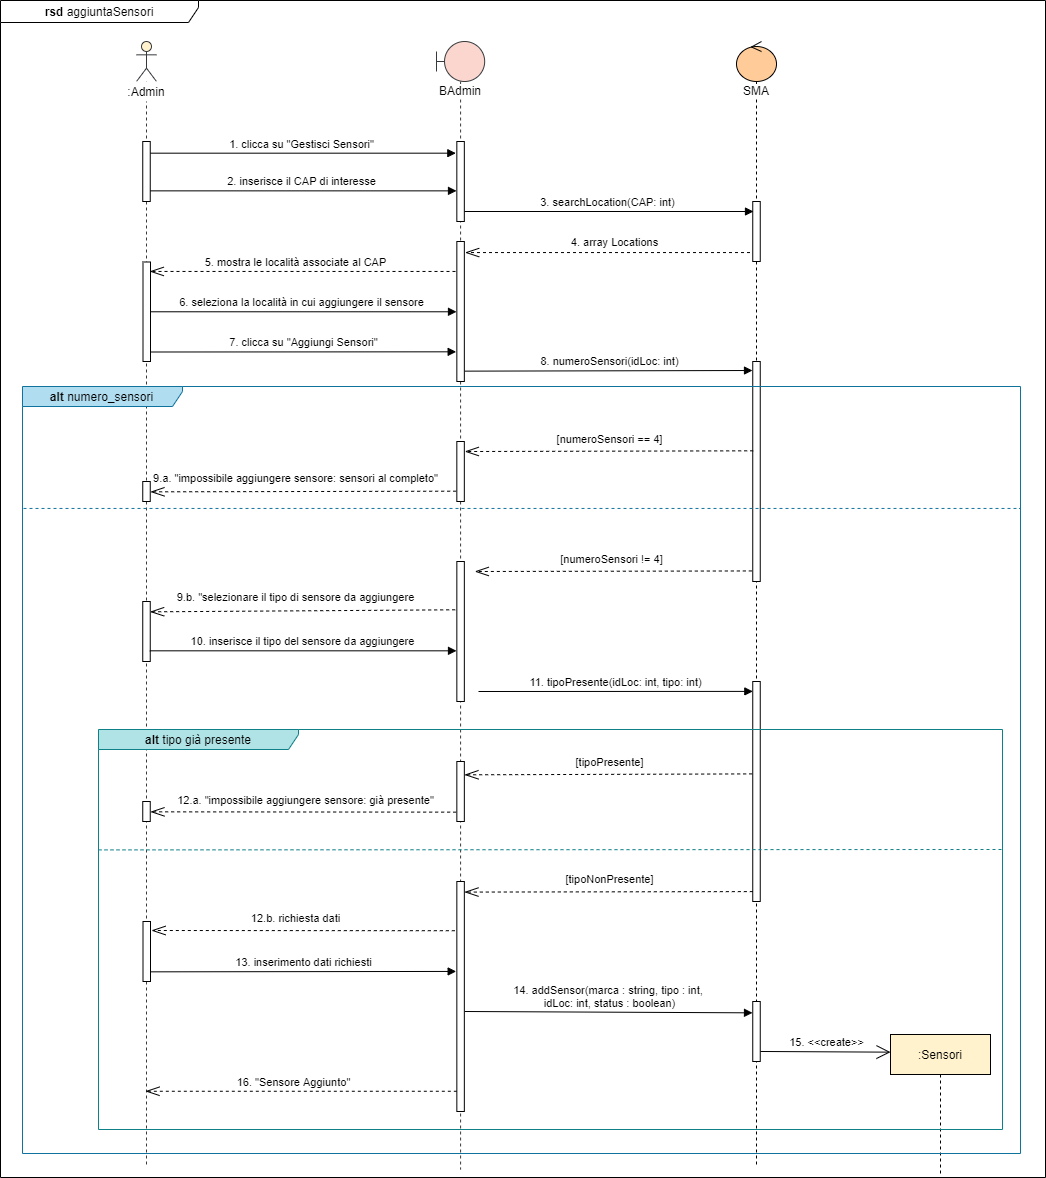 rsd aggiuntaSensori
:Admin
BAdmin
SMA
1. clicca su "Gestisci Sensori"
2. inserisce il CAP di interesse
3. searchLocation(CAP: int)
4. array Locations
5. mostra le località associate al CAP
6. seleziona la località in cui aggiungere il sensore
7. clicca su "Aggiungi Sensori"
8. numeroSensori(idLoc: int)
alt numero_sensori
[numeroSensori == 4]
9.a. "impossibile aggiungere sensore: sensori al completo"
[numeroSensori != 4]
9.b. "selezionare il tipo di sensore da aggiungere
10. inserisce il tipo del sensore da aggiungere
11. tipoPresente(idLoc: int, tipo: int)
alt tipo già presente
[tipoPresente]
12.a. "impossibile aggiungere sensore: già presente"
[tipoNonPresente]
12.b. richiesta dati
13. inserimento dati richiesti
14. addSensor(marca : string, tipo : int,
idLoc: int, status : boolean)
15. <<create>>
:Sensori
16. "Sensore Aggiunto"